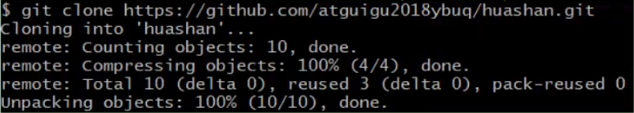 $ git clone https://github.com/atguigu2018ybuq/huashan.git
Cloning into 'huashan'...
remote: Counting objects: 10, done.
remote: Compressing objects: 100% (4/4), done.
remote: Total 10 (delta 0), reused 3 (delta 0), pack-reused 0
Unpacking objects: 100% (10/10), done.